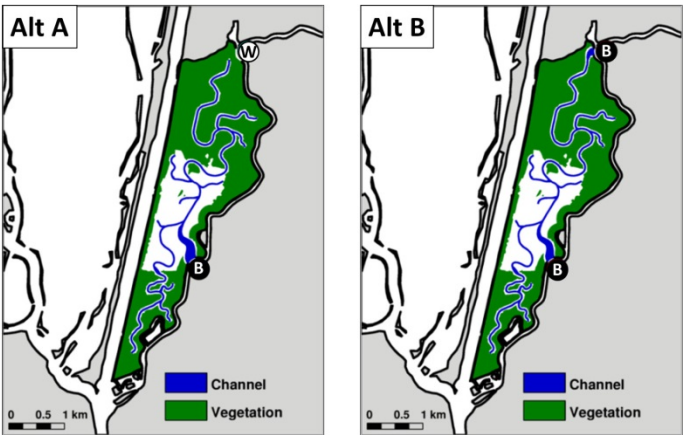 Alt A
W
B
Channel
Vegetation
0 0.5 1 km
Alt B
B
B
Channel
Vegetation
0 0.5 1 km